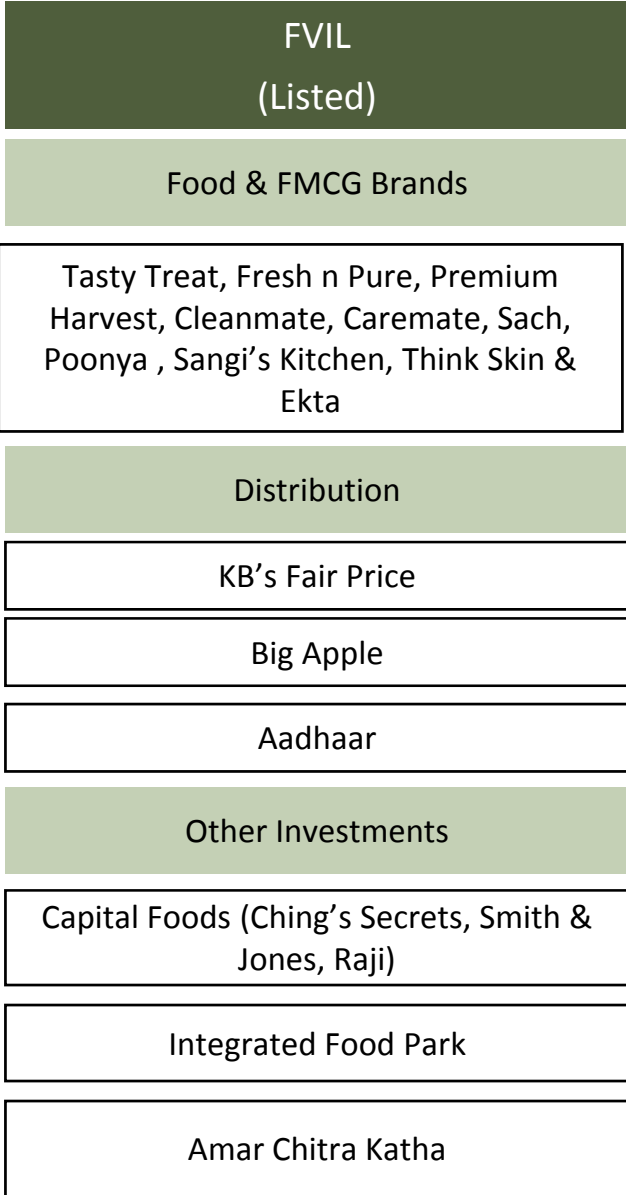 FVIL
(Listed)
Food & FMCG Brands
Tasty Treat, Fresh n Pure, Premium
Harvest, Cleanmate, Caremate, Sach,
Poonya , Sangi’s Kitchen, Think Skin &
Ekta
Distribution
KB’s Fair Price
Big Apple
Aadhaar
Other Investments
Capital Foods (Ching’s Secrets, Smith &
Jones, Raji)
Integrated Food Park
Amar Chitra Katha